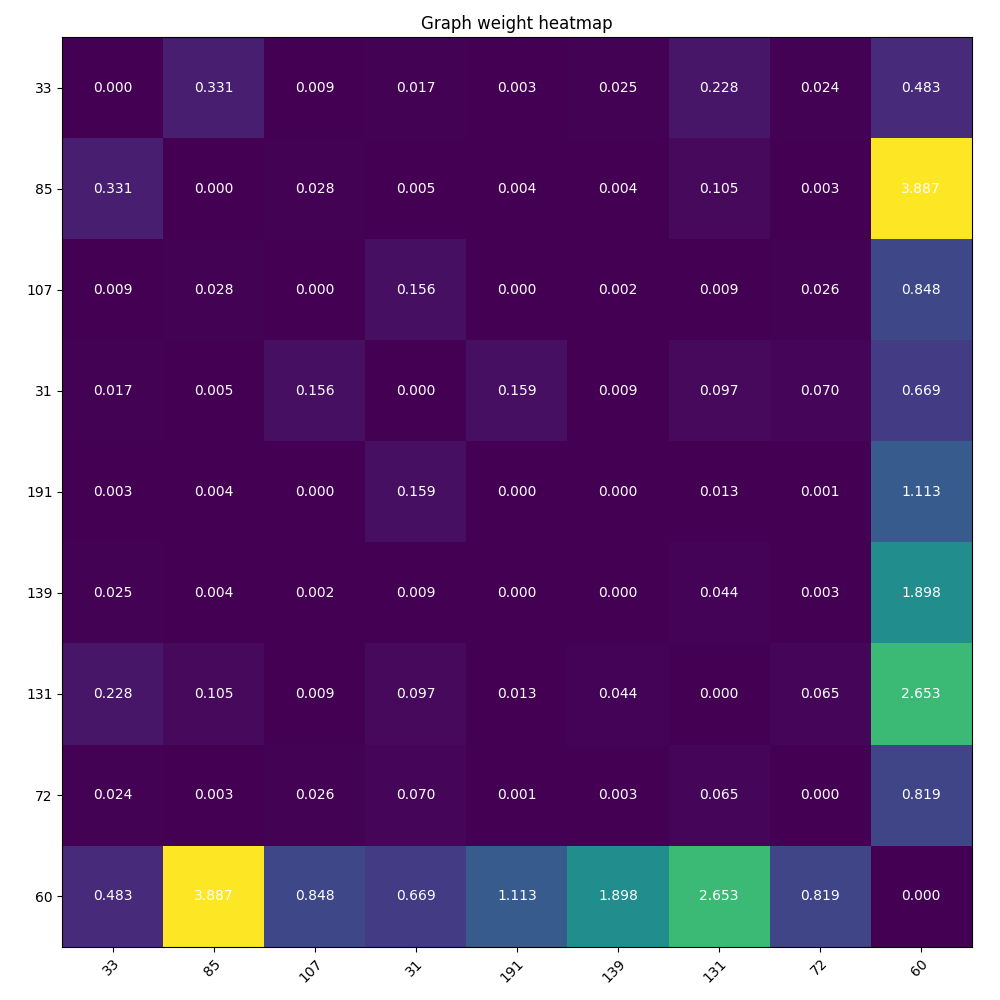 Graph weight heatmap
33 0.000 0.331 0.009 0.017 0.003 0.025 0.228 0.024 0.483
85 0.331 0.000 0.028 0.005 0.004 0.004 0.105 0.003 3.887
107 0.009 0.028 0.000 0.156 0.000 0.002 0.009 0.026 0.848
31 0.017 0.005 0.156 0.000 0.159 0.009 0.097 0.070 0.669
191 0.003 0.004 0.000 0.159 0.000 0.000 0.013 0.001 1.113
139 0.025 0.004 0.002 0.009 0.000 0.000 0.044 0.003 1.898
131 0.228 0.105 0.009 0.097 0.013 0.044 0.000 0.065 2.653
72 0.024 0.003 0.026 0.070 0.001 0.003 0.065 0.000 0.819
60 0.483 3.887 0.848 0.669 1.113 1.898 2.653 0.819 0.000
33 85 107 31 191 139 131 72 60